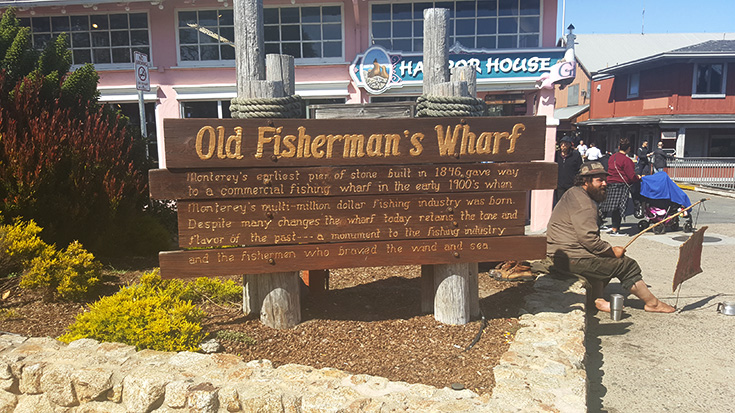 HARBOR HOUSE
Old Fisherman's Wharf
Monterey's earliest pier of stone built in 1846, gave way
to a commercial fishing wharf in the early 1900's when
Monterey's multi-million dollar fishing industry was born.
Despite many changes the wharf today retains the tone and
flavor of the past---a monument to the fishing industry
and the fisherman who braved the wind and sea.